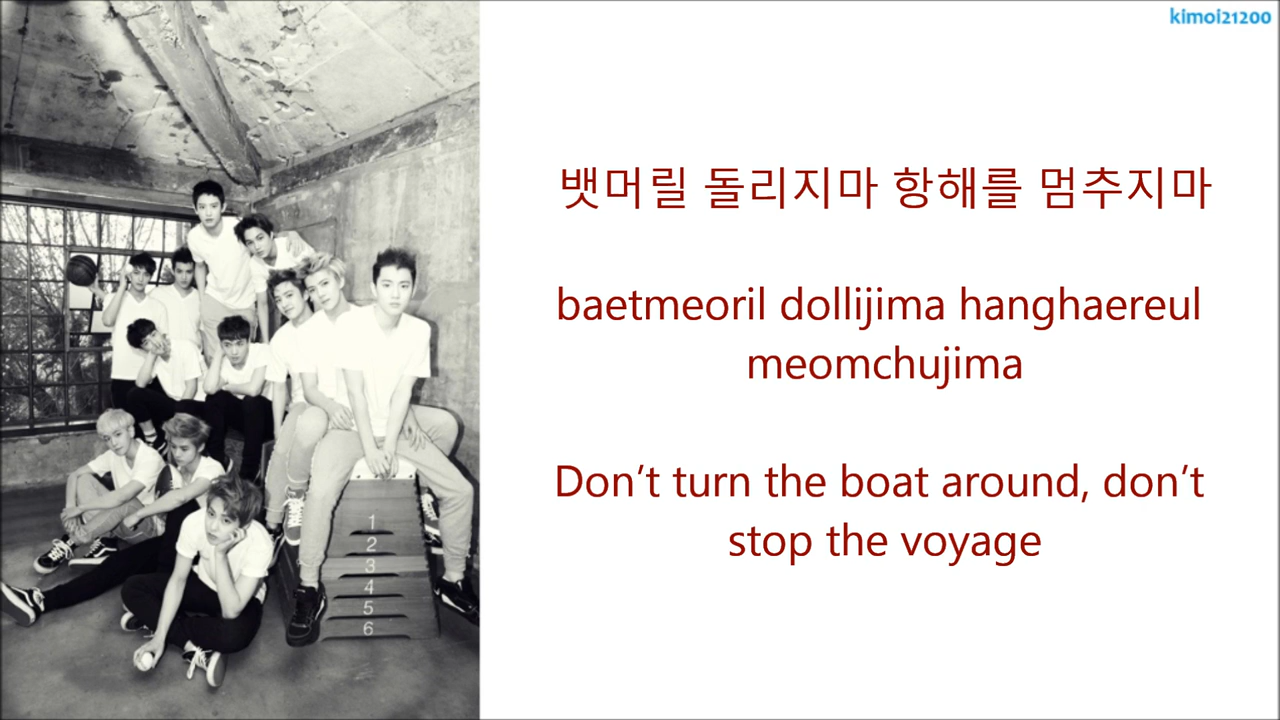 kimoi21200
뱃머릴 돌리지마 항해를 멈추지마
baetmeoril dollijima hanghaereul
meomchujima
Don’t turn the boat around, don’t
stop the voyage
1
2
3
4
5
6